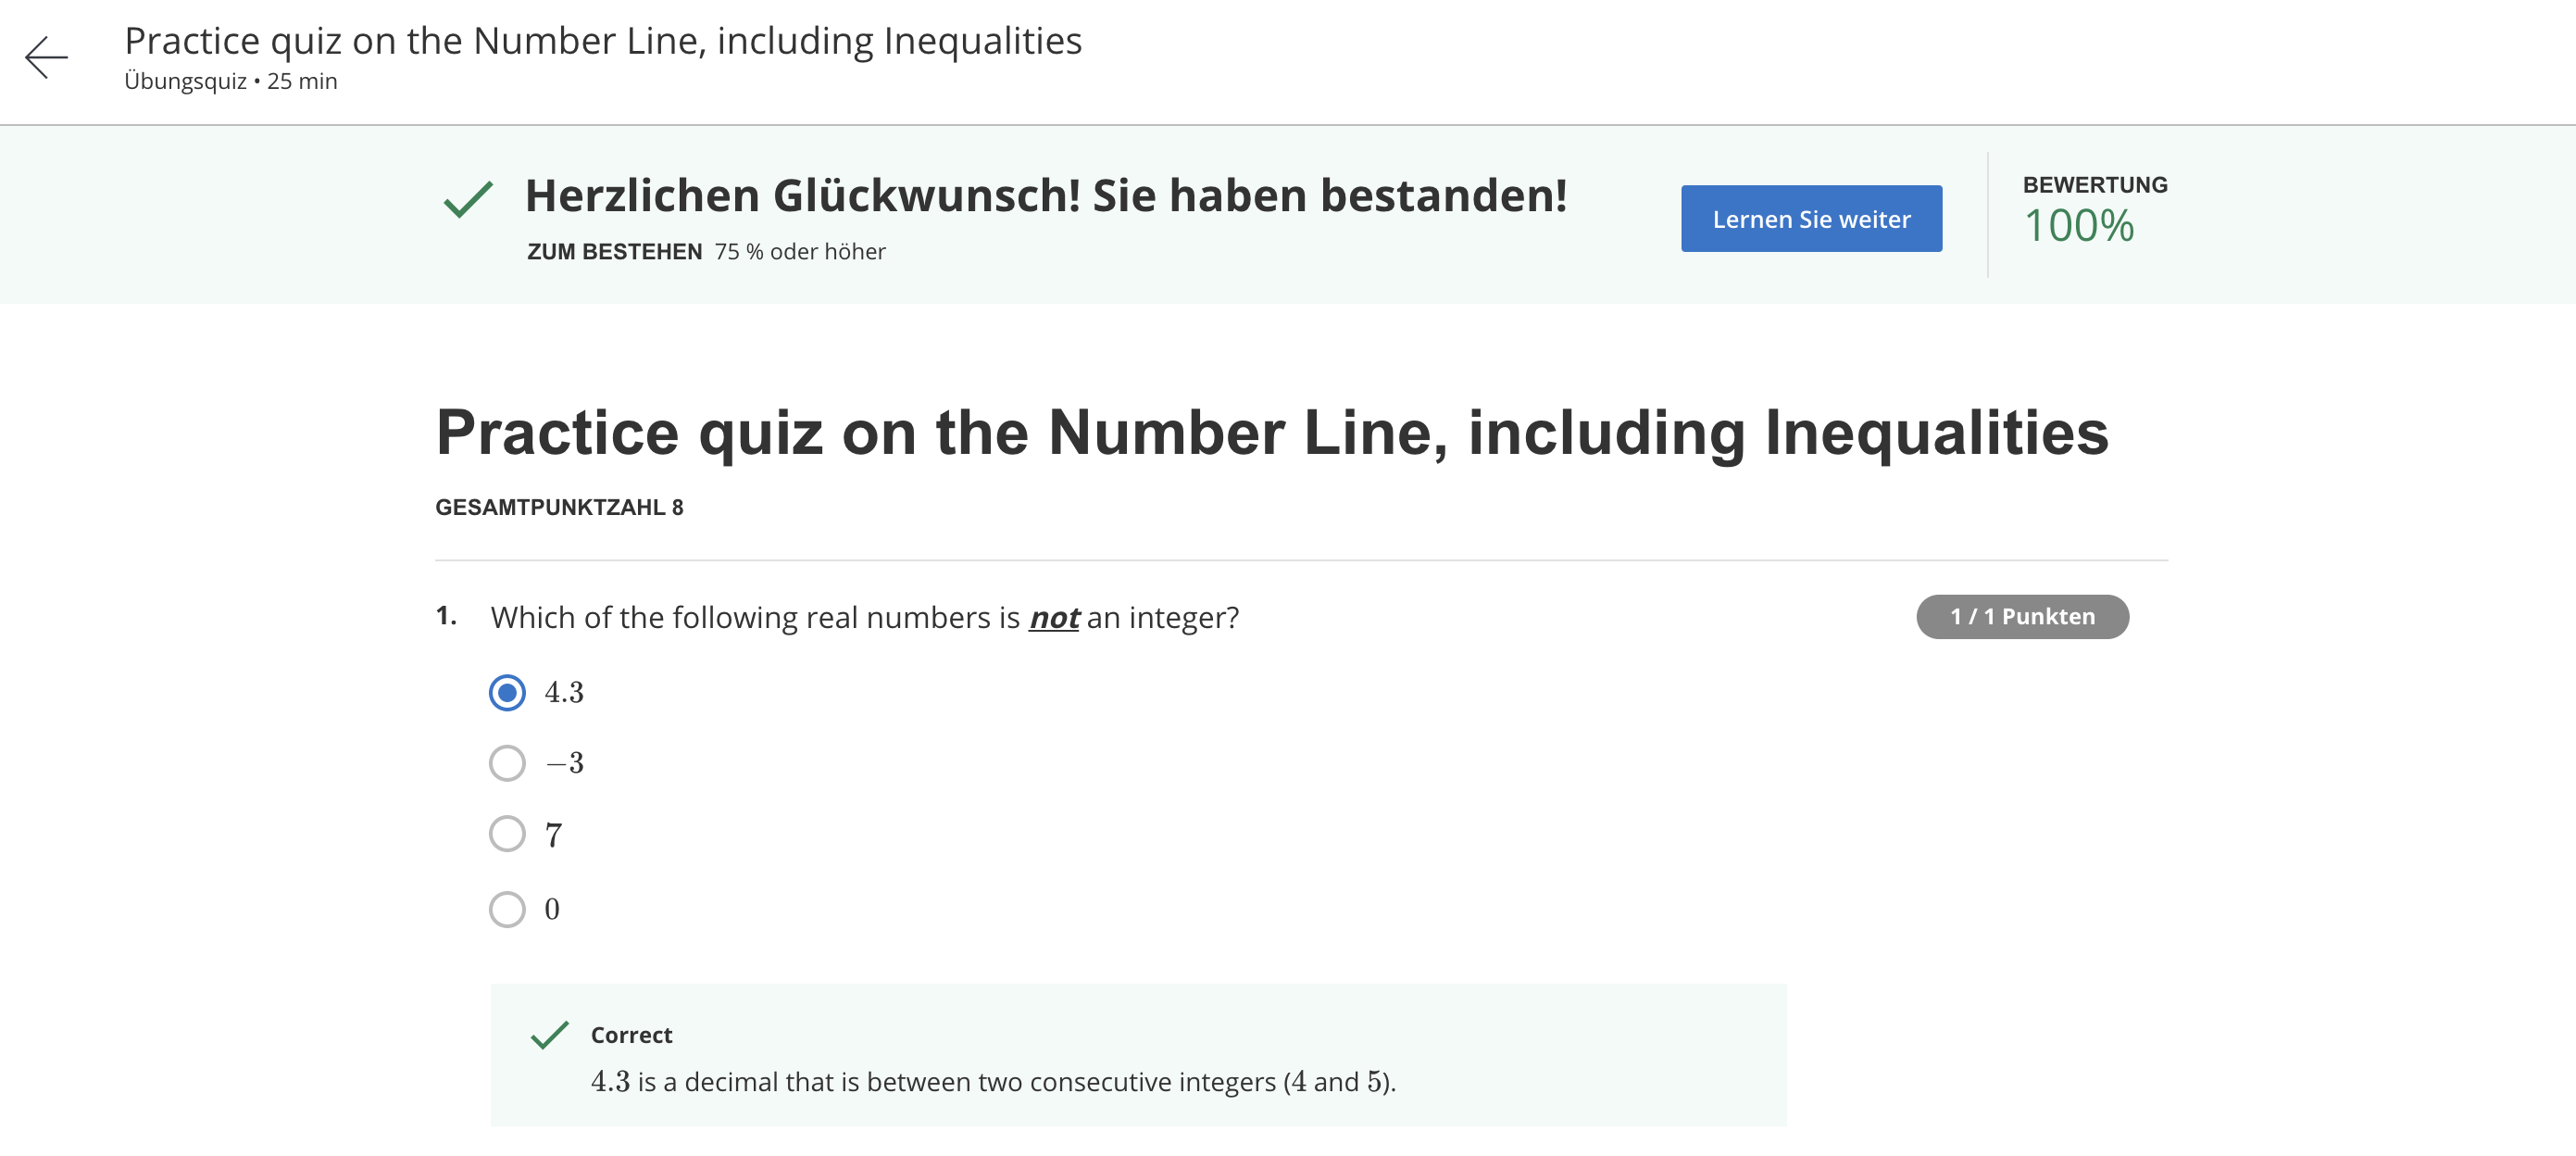 Practice quiz on the Number Line, including Inequalities
Übungsquiz • 25 min
Herzlichen Glückwunsch! Sie haben bestanden!
ZUM BESTEHEN 75 % oder höher
Lernen Sie weiter
BEWERTUNG
100%
Practice quiz on the Number Line, including Inequalities
GESAMTPUNKTZAHL 8
1. Which of the following real numbers is not an integer?
1 / 1 Punkten
4.3
−3
7
0
Correct
4.3 is a decimal that is between two consecutive integers (4 and 5).